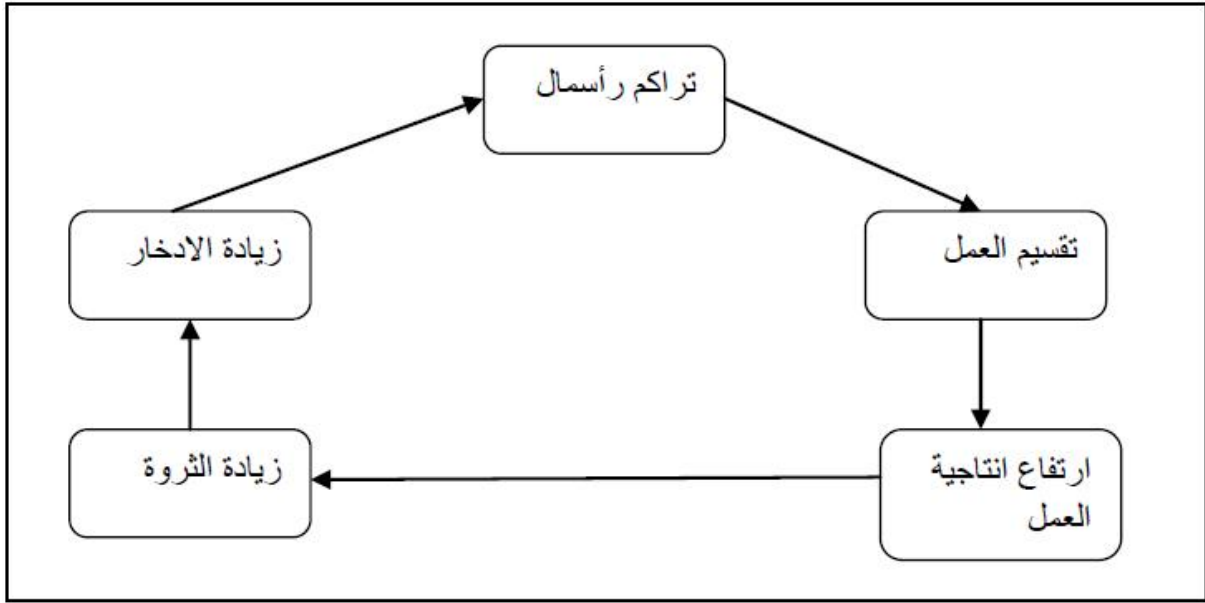 تراكم رأسمال
تقسيم العمل
ارتفاع انتاجية
العمل
زيادة الثروة
زيادة الادخار